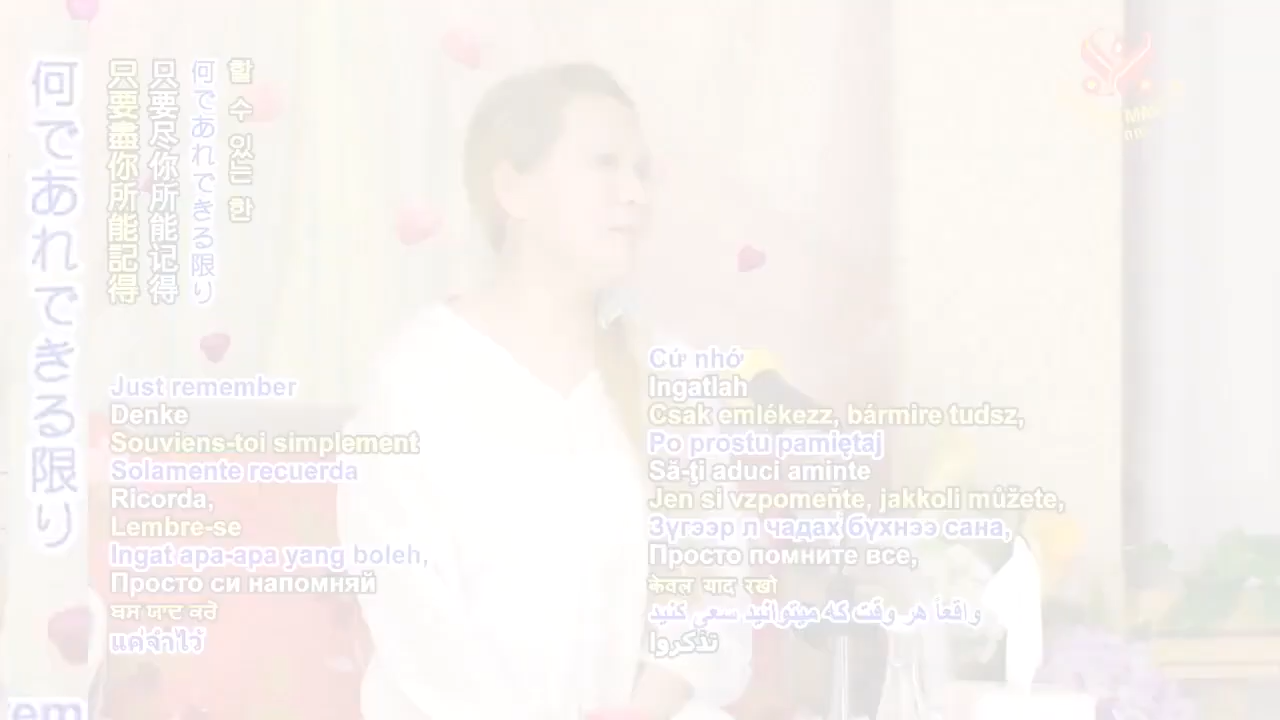 何であれできる限り
只要盡你所能記得
只要尽你所能记得
何であれできる限り
할 수 있는 한
Just remember
Denke
Souviens-toi simplement
Solamente recuerda
Ricorda,
Lembre-se
Ingat apa-apa yang boleh,
Просто си напомняй
ਬਸ ਯਾਦ ਕਰੋ
แค่จำไว้
Cứ nhớ
Ingatlah
Csak emlékezz, bármire tudsz,
Po prostu pamiętaj
Să-ţi aduci aminte
Jen si vzpomeňte, jakkoli můžete,
Зүгээр л чадах бүхнээ сана,
Просто помните все,
केवल याद रखो
واقعاً هر وقت که میتوانید سعی کنید
تذكروا